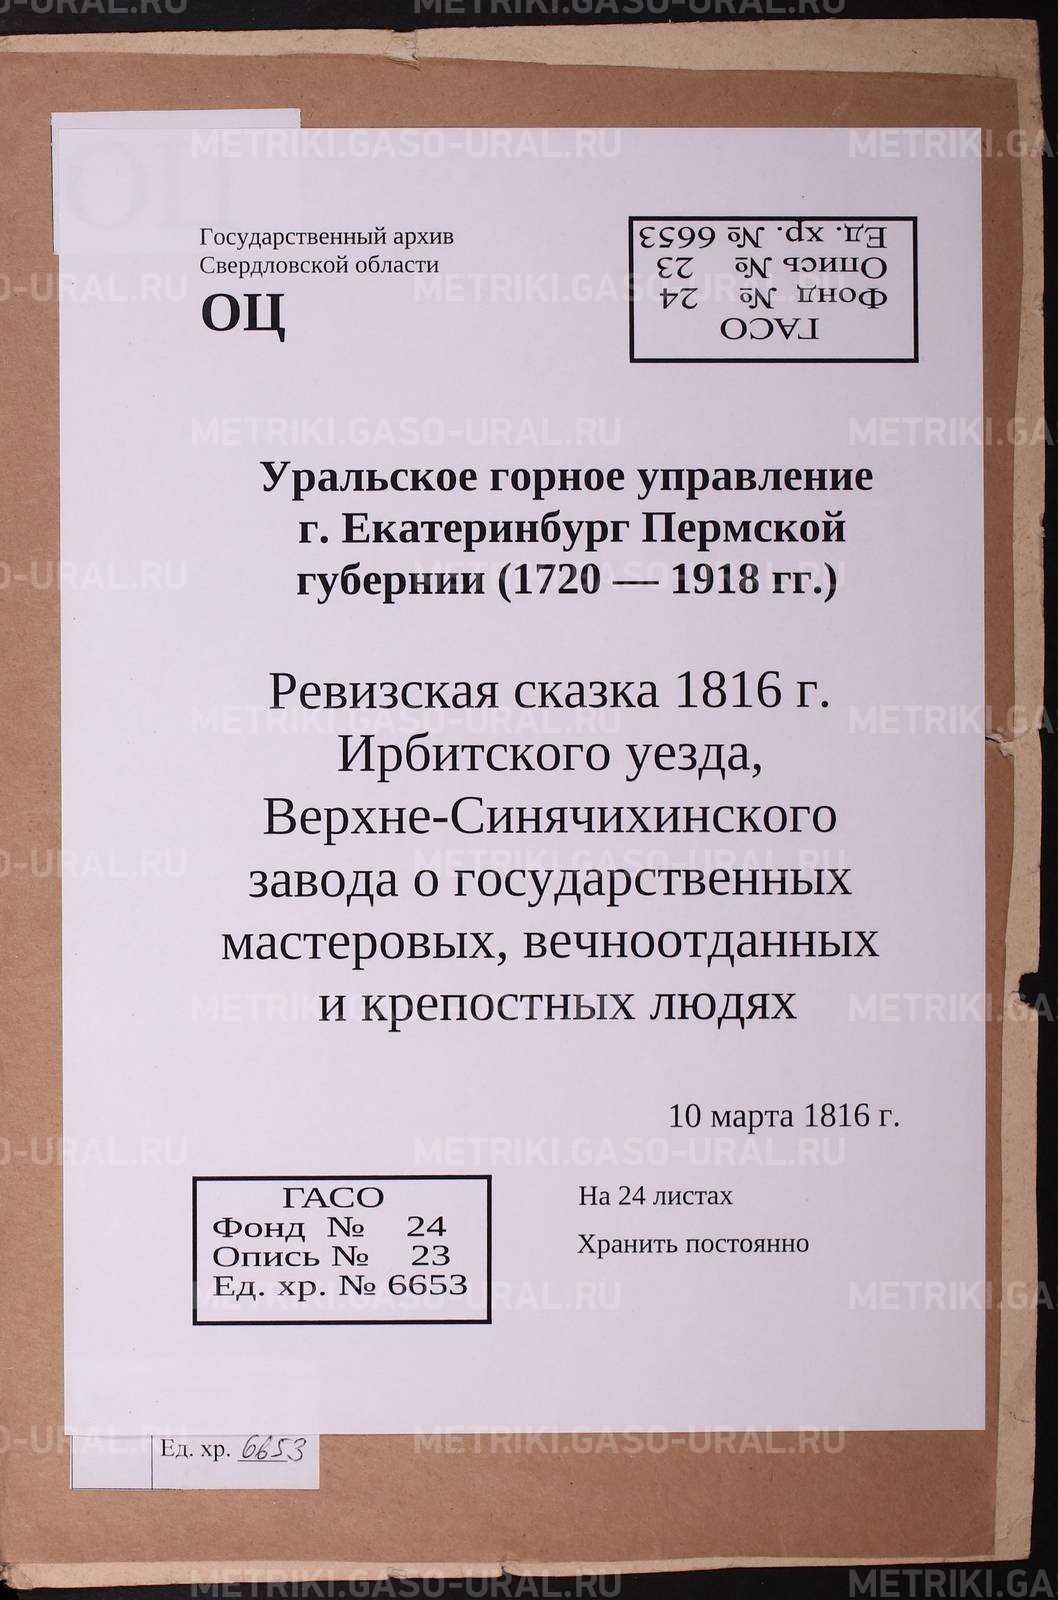 Государственный архив
Свердловской области
ОЦ
ГАСО
Фонд № 24
Опись № 23
Ед. хр. № 6653
Уральское горное управление
г. Екатеринбург Пермской
губернии (1720 — 1918 гг.)
Ревизская сказка 1816 г.
Ирбитского уезда,
Верхне-Синячихинского
завода о государственных
мастеровых, вечноотданных
и крепостных людях
10 марта 1816 г.
На 24 листах
Хранить постоянно
ГАСО
Фонд № 24
Опись № 23
Ед. хр. № 6653
Ед. хр. 6653
METRIKI.GASO-URAL.RU